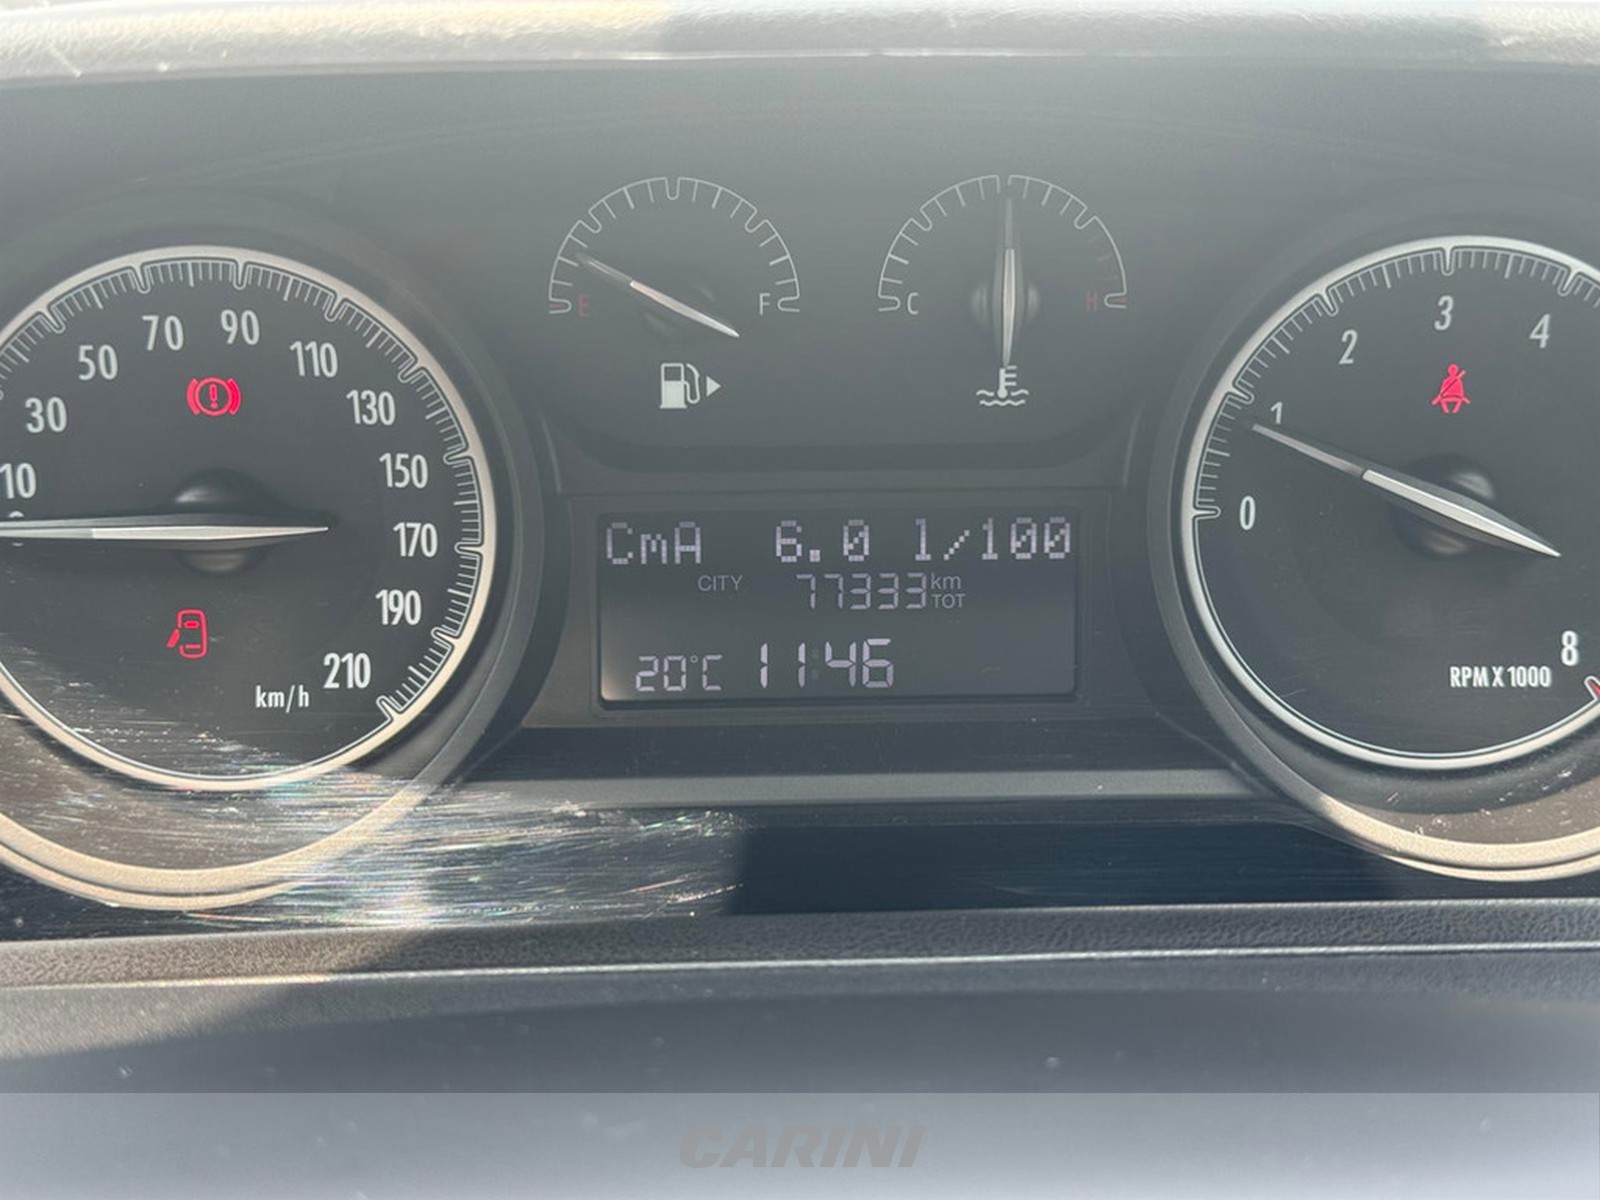 E F
C H
10 30 50 70 90 110 130 150 170 190 210
km/h
0 1 2 3 4 8
RPM X 1000
CmA 6.0 l/100
CITY 77333 km
TOT
20°C 11:46
CARINI